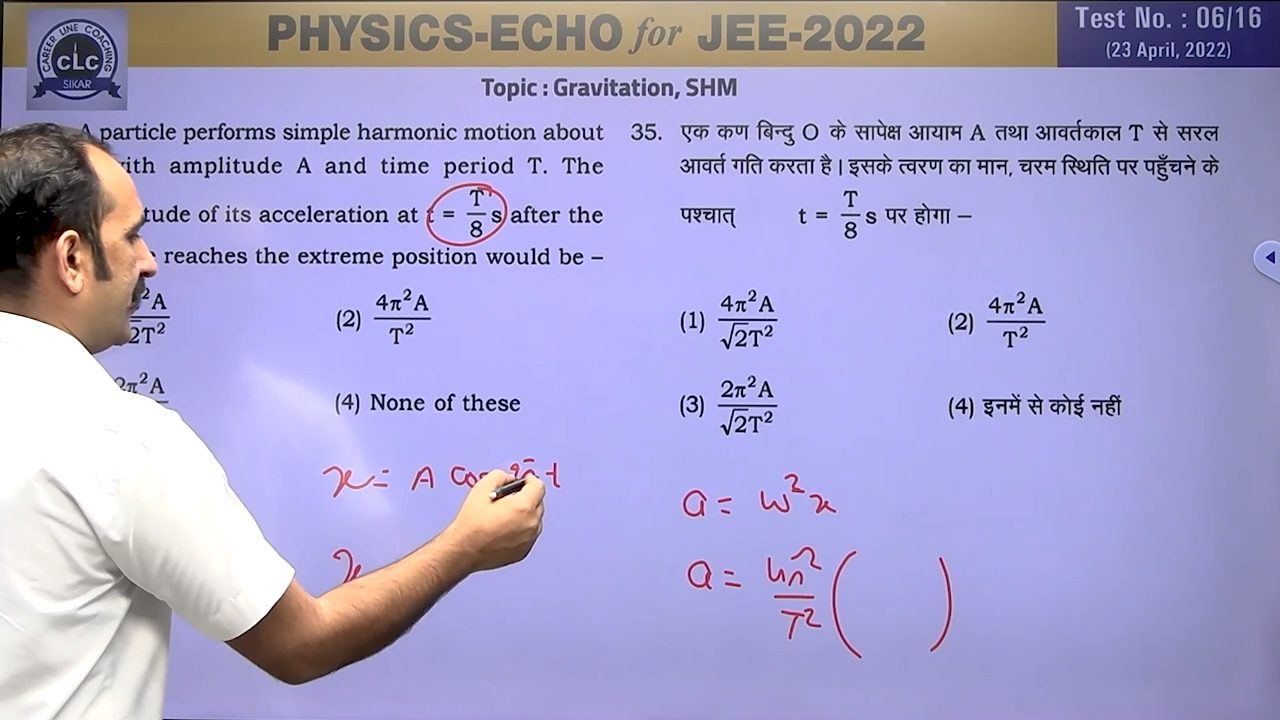 PHYSICS-ECHO for JEE-2022
Test No. : 06/16
(23 April, 2022)
CAREER LINE COACHING
CLC
SIKAR
Topic : Gravitation, SHM
A particle performs simple harmonic motion about
with amplitude A and time period T. The
tude of its acceleration at t = T/8 s after the
reaches the extreme position would be –
²A/2T²
(2) 4π²A/T²
2π²A
(4) None of these
35. एक कण बिन्दु O के सापेक्ष आयाम A तथा आवर्तकाल T से सरल
आवर्त गति करता है। इसके त्वरण का मान, चरम स्थिति पर पहुँचने के
पश्चात् t = T/8 s पर होगा –
(1) 4π²A/√2T²
(2) 4π²A/T²
(3) 2π²A/√2T²
(4) इनमें से कोई नहीं
x = A Cos t
x
a = ω²x
a = 4π²/T² ( )